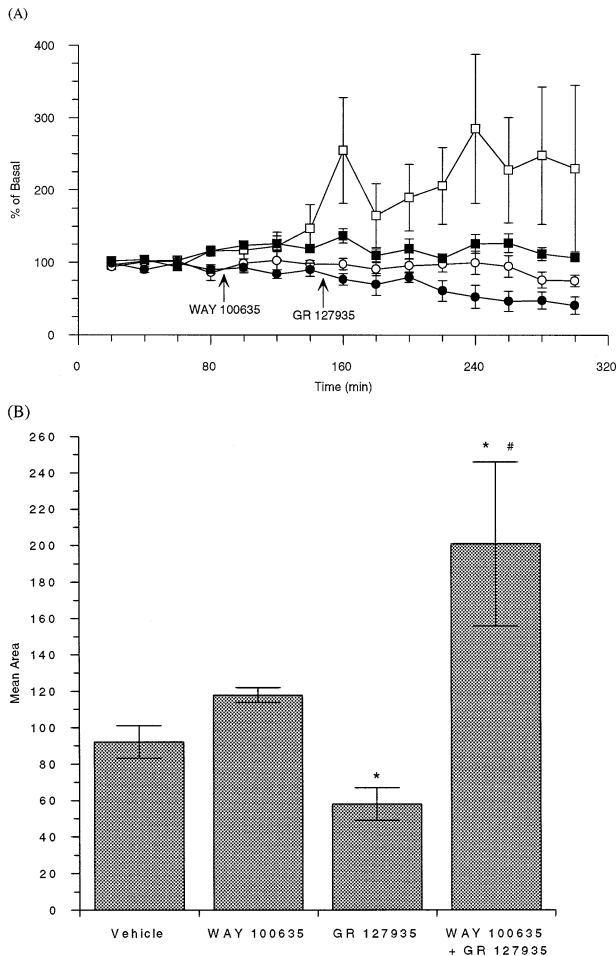 (A)
400
300
200
100
0
% of Basal
WAY 100635
GR 127935
0
80
160
240
320
Time (min)
(B)
260
240
220
200
180
160
140
120
100
80
60
40
20
0
Mean Area
* #
*
Vehicle
WAY 100635
GR 127935
WAY 100635
+ GR 127935